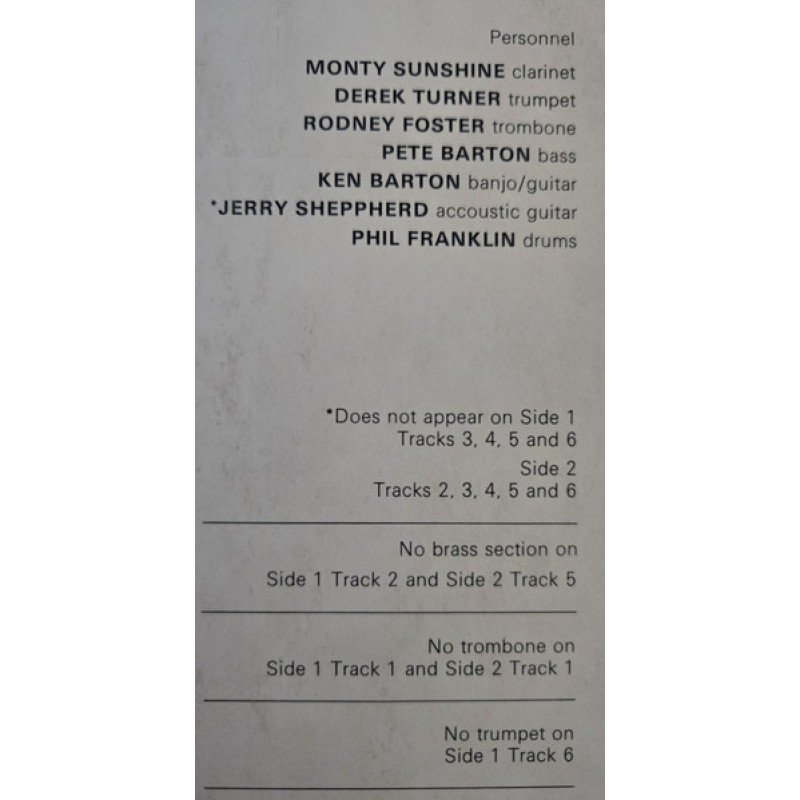 Personnel
MONTY SUNSHINE clarinet
DEREK TURNER trumpet
RODNEY FOSTER trombone
PETE BARTON bass
KEN BARTON banjo/guitar
*JERRY SHEPPHERD accoustic guitar
PHIL FRANKLIN drums
*Does not appear on Side 1
Tracks 3, 4, 5 and 6
Side 2
Tracks 2, 3, 4, 5 and 6
No brass section on
Side 1 Track 2 and Side 2 Track 5
No trombone on
Side 1 Track 1 and Side 2 Track 1
No trumpet on
Side 1 Track 6